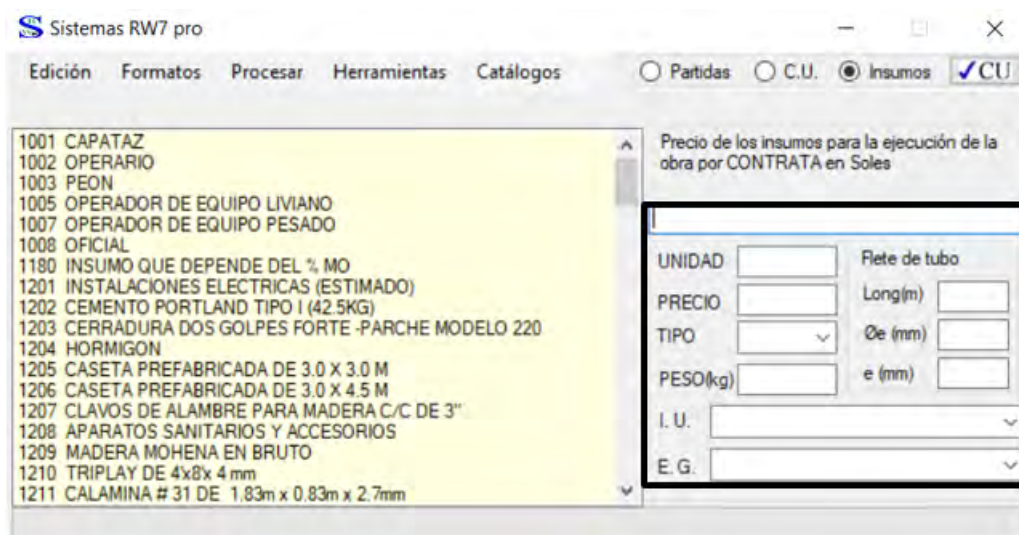 Sistemas RW7 pro
Edición Formatos Procesar Herramientas Catálogos Partidas C.U. Insumos ✓CU
1001 CAPATAZ
1002 OPERARIO
1003 PEON
1005 OPERADOR DE EQUIPO LIVIANO
1007 OPERADOR DE EQUIPO PESADO
1008 OFICIAL
1180 INSUMO QUE DEPENDE DEL % MO
1201 INSTALACIONES ELECTRICAS (ESTIMADO)
1202 CEMENTO PORTLAND TIPO I (42.5KG)
1203 CERRADURA DOS GOLPES FORTE -PARCHE MODELO 220
1204 HORMIGON
1205 CASETA PREFABRICADA DE 3.0 X 3.0 M
1206 CASETA PREFABRICADA DE 3.0 X 4.5 M
1207 CLAVOS DE ALAMBRE PARA MADERA C/C DE 3"
1208 APARATOS SANITARIOS Y ACCESORIOS
1209 MADERA MOHENA EN BRUTO
1210 TRIPLAY DE 4'x8'x 4 mm
1211 CALAMINA # 31 DE 1.83m x 0.83m x 2.7mm
Precio de los insumos para la ejecución de la
obra por CONTRATA en Soles
UNIDAD Flete de tubo
PRECIO Long(m)
TIPO Øe (mm)
PESO(kg) e (mm)
I. U.
E. G.